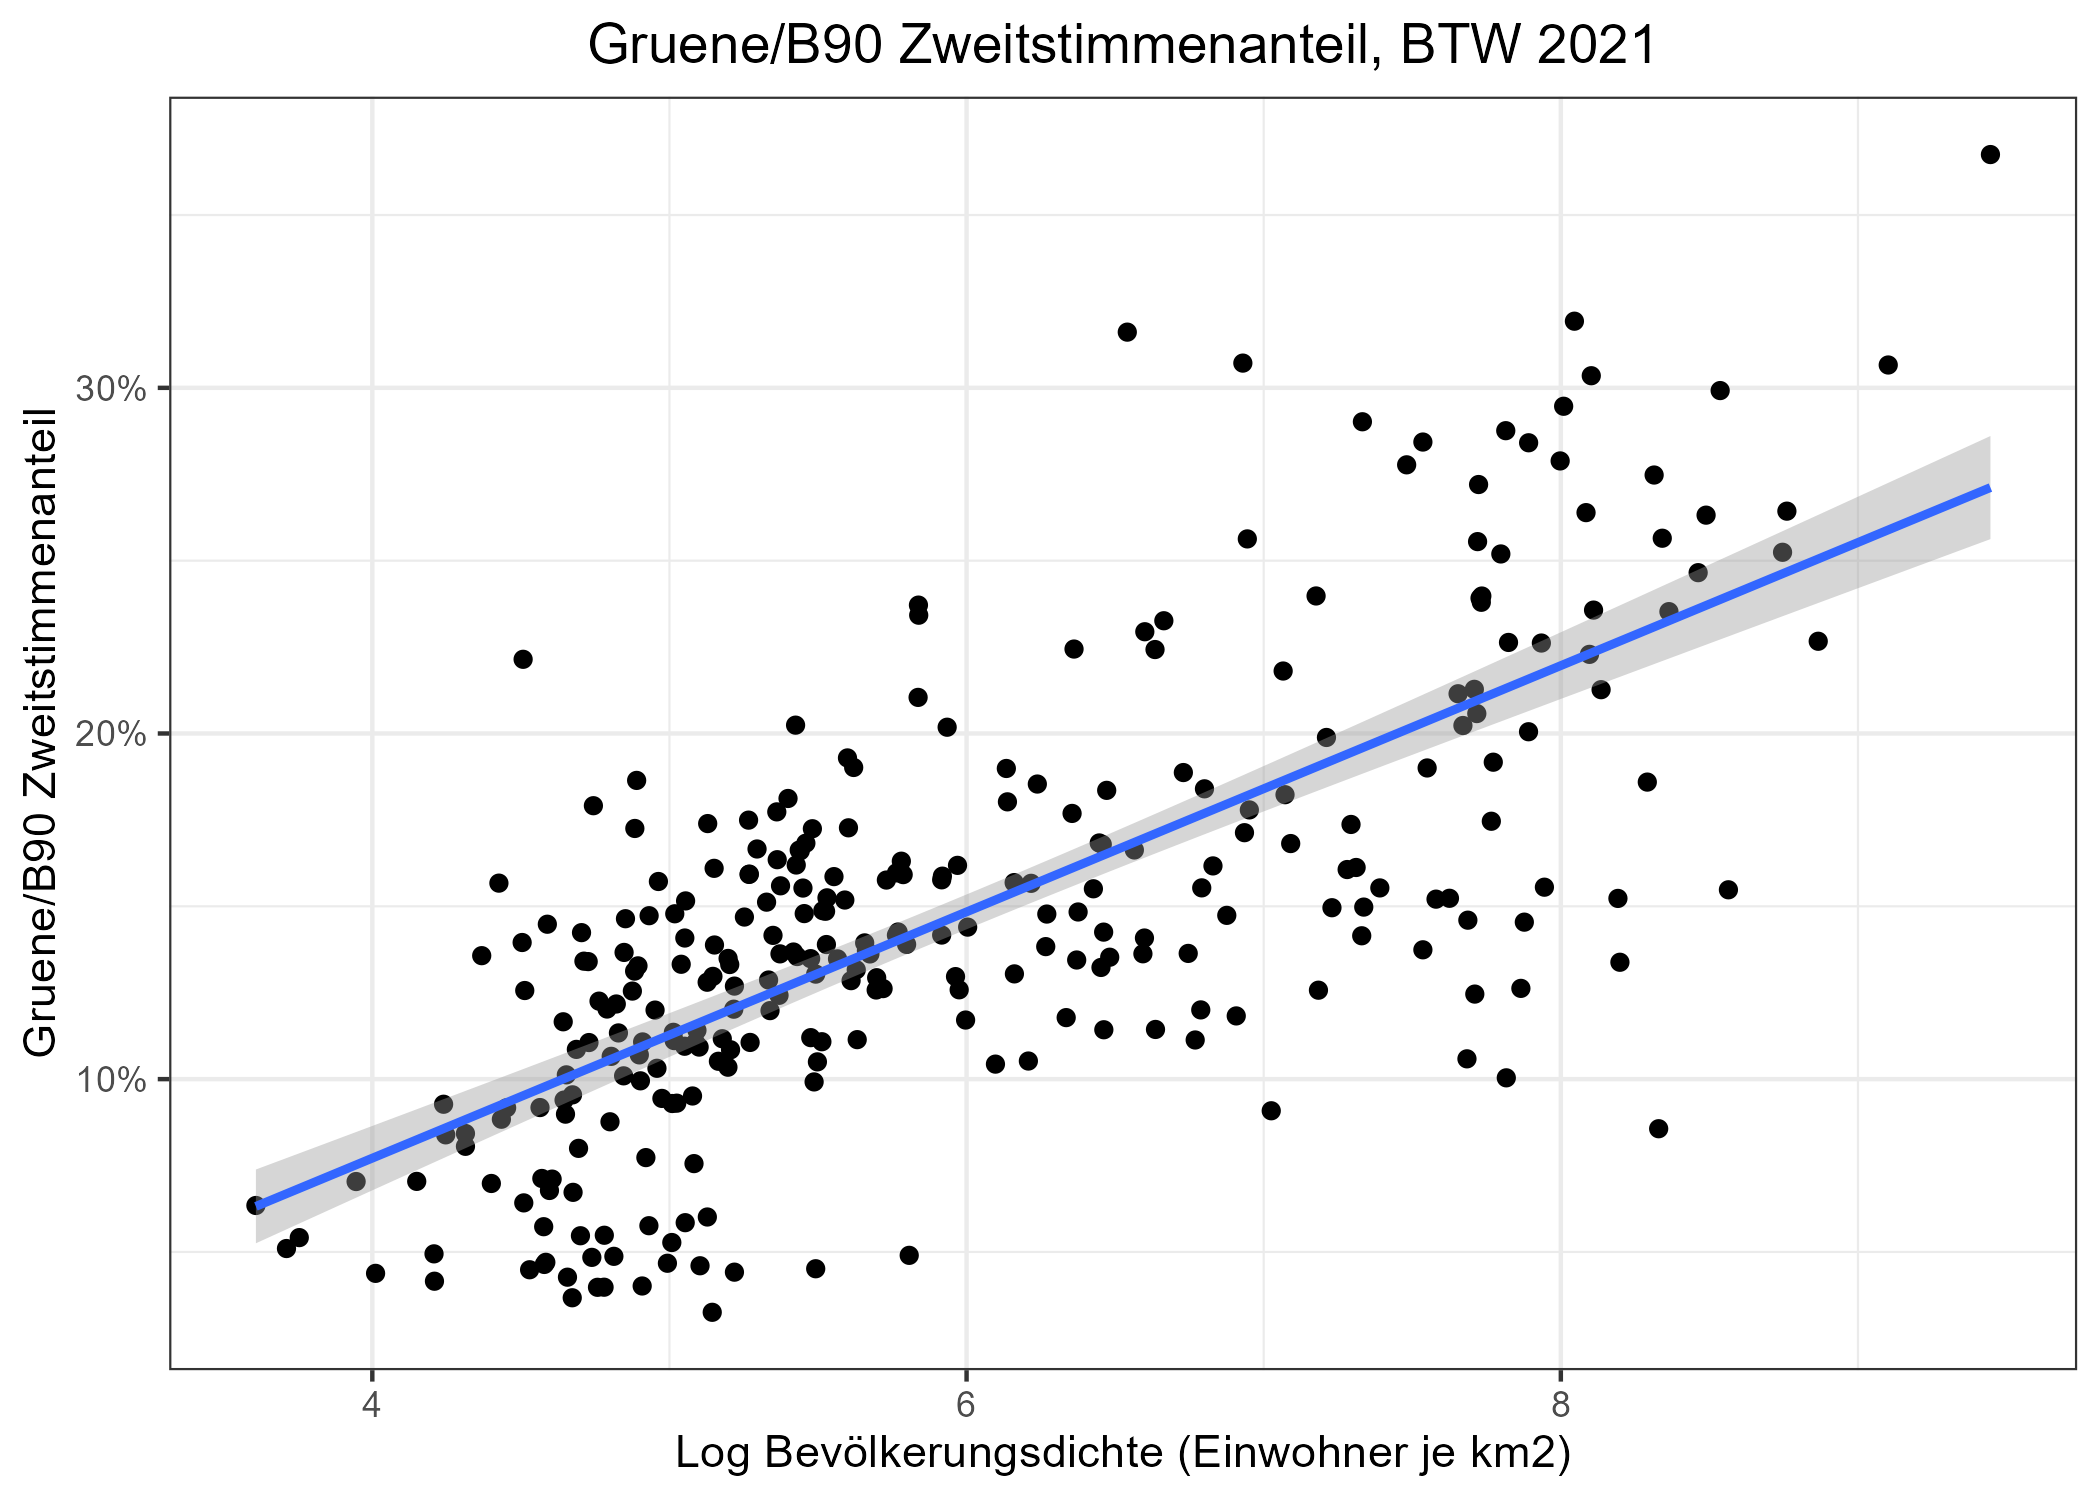 Gruene/B90 Zweitstimmenanteil, BTW 2021
Gruene/B90 Zweitstimmenanteil
30%
20%
10%
4
6
8
Log Bevölkerungsdichte (Einwohner je km2)